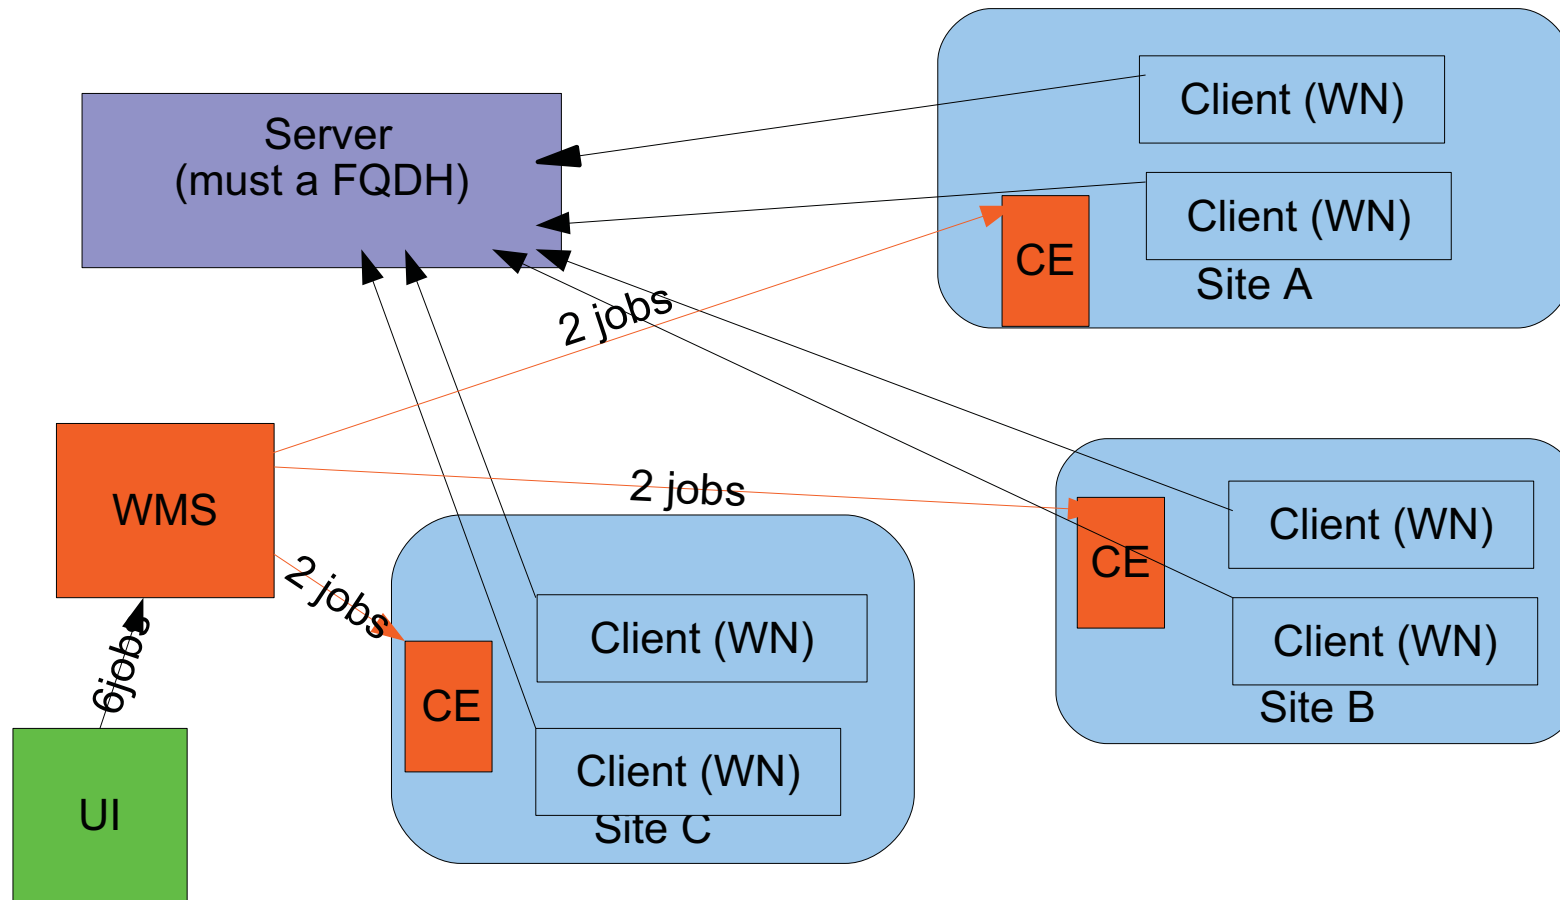 Server
(must a FQDH)
Client (WN)
Client (WN)
CE
Site A
2 jobs
WMS
2 jobs
Client (WN)
CE
Client (WN)
Site B
2 jobs
Client (WN)
CE
Client (WN)
Site C
6jobs
UI